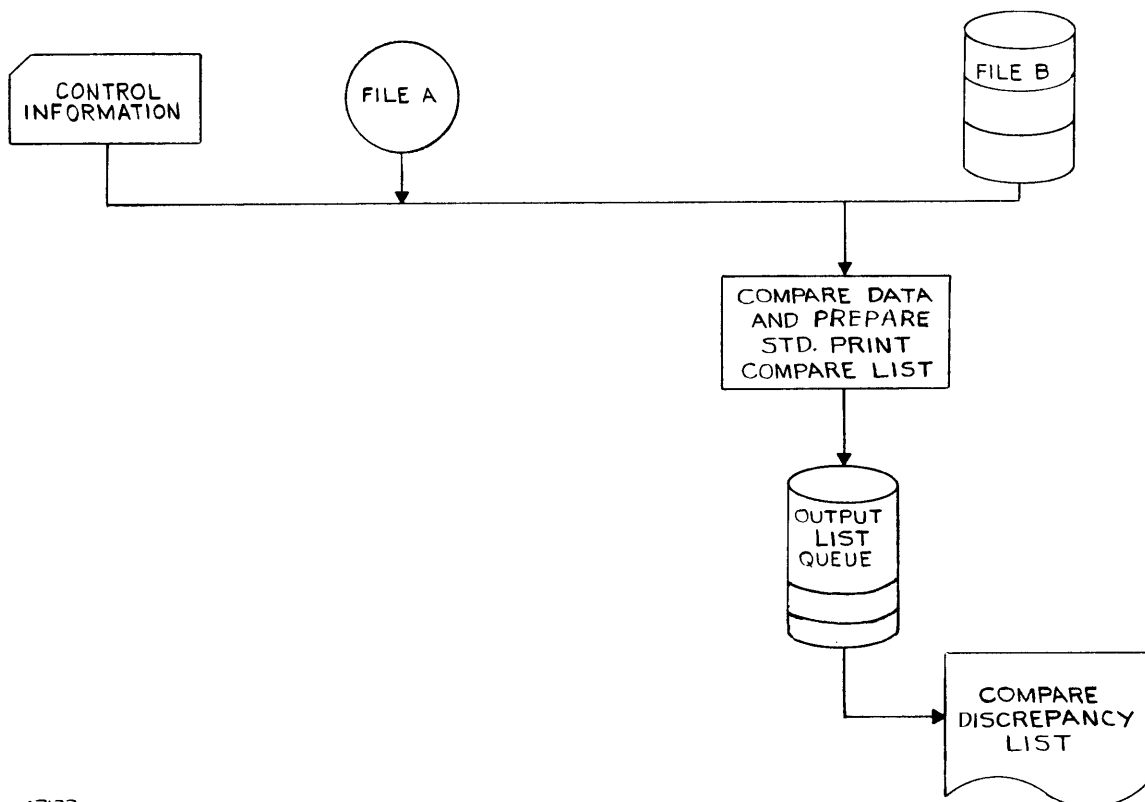 CONTROL
INFORMATION
FILE A
FILE B
COMPARE DATA
AND PREPARE
STD. PRINT
COMPARE LIST
OUTPUT
LIST
QUEUE
COMPARE
DISCREPANCY
LIST